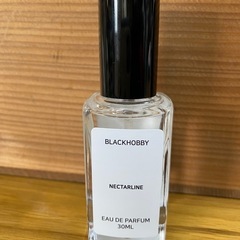 BLACKHOBBY
NECTARLINE
EAU DE PARFUM
30ML